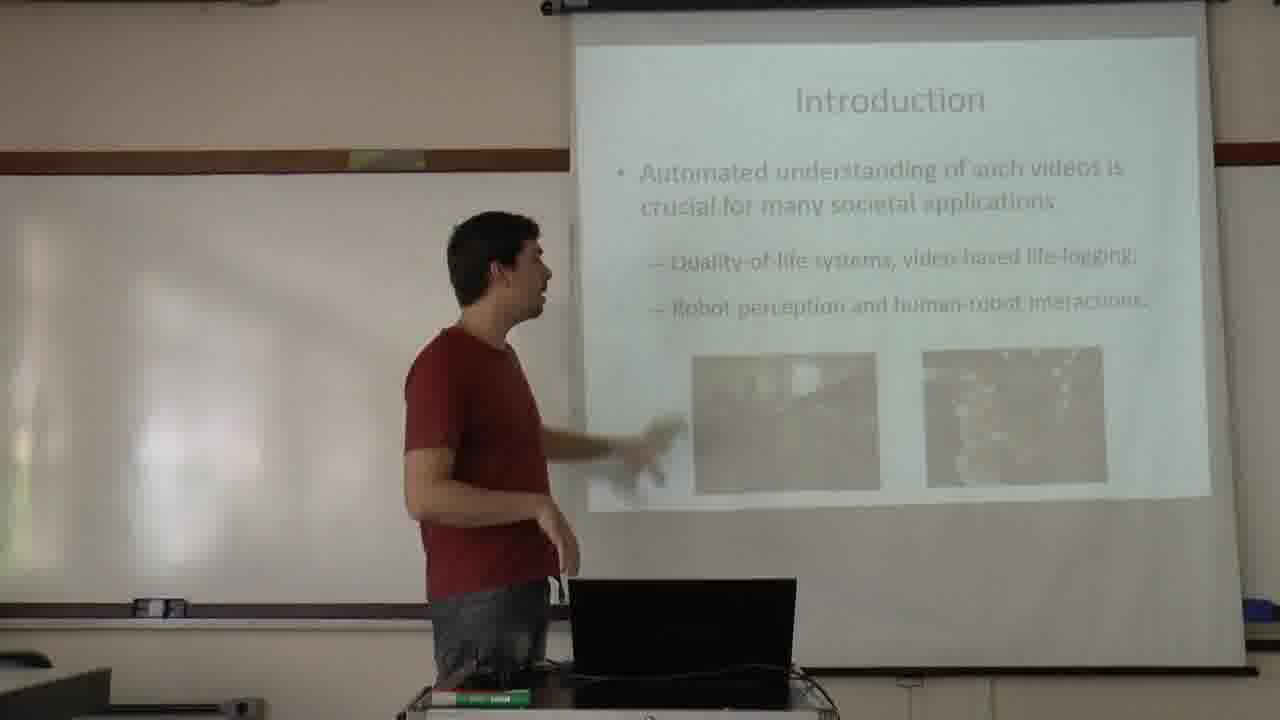 Introduction
• Automated understanding of such videos is
crucial for many societal applications
– Quality-of-life systems, video-based life-logging,
– Robot perception and human-robot interactions.